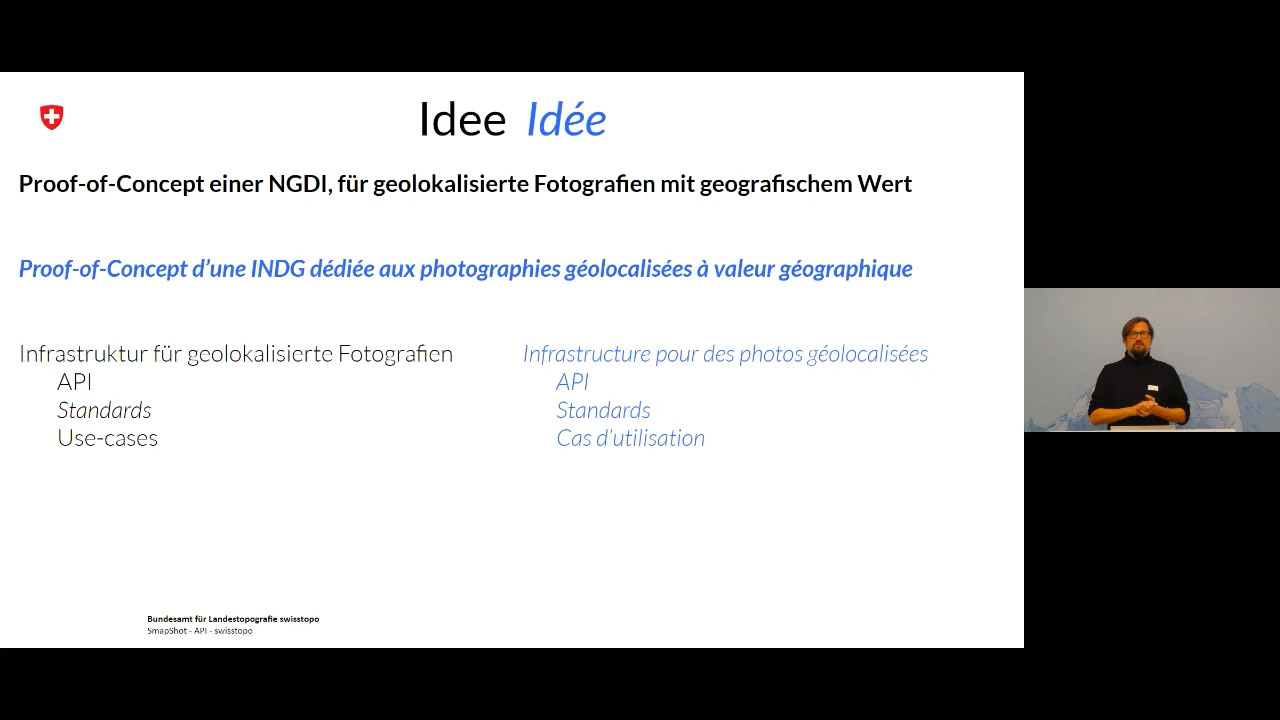 Idee Idée
Proof-of-Concept einer NGDI, für geolokalisierte Fotografien mit geografischem Wert
Proof-of-Concept d’une INDG dédiée aux photographies géolocalisées à valeur géographique
Infrastruktur für geolokalisierte Fotografien
API
Standards
Use-cases
Infrastructure pour des photos géolocalisées
API
Standards
Cas d’utilisation
Bundesamt für Landestopografie swisstopo
SmapShot - API - swisstopo